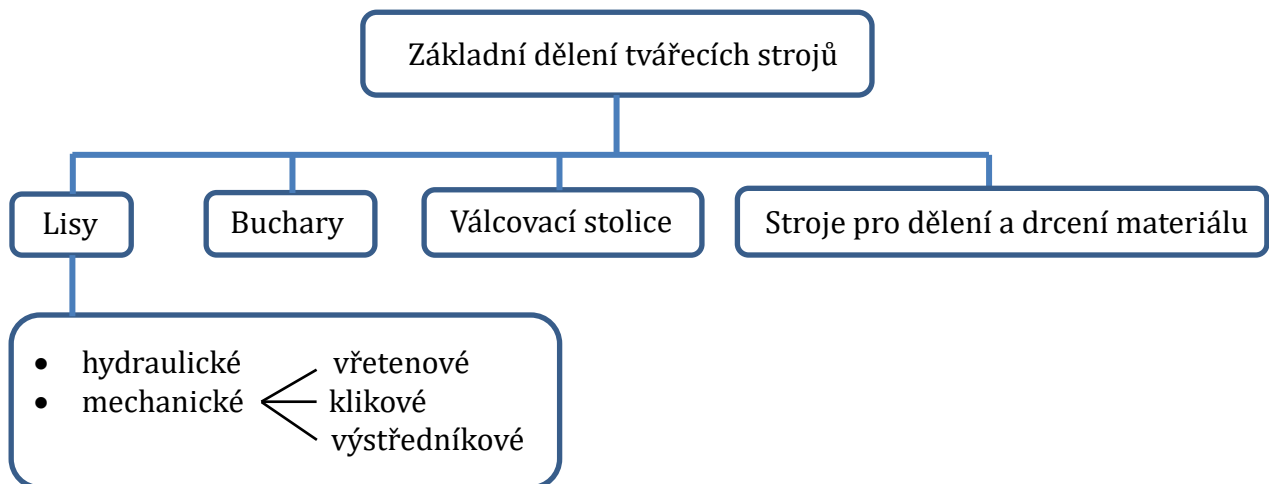 Základní dělení tvářecích strojů
Lisy
Buchary
Válcovací stolice
Stroje pro dělení a drcení materiálu
• hydraulické
vřetenové
• mechanické
klikové
výstředníkové